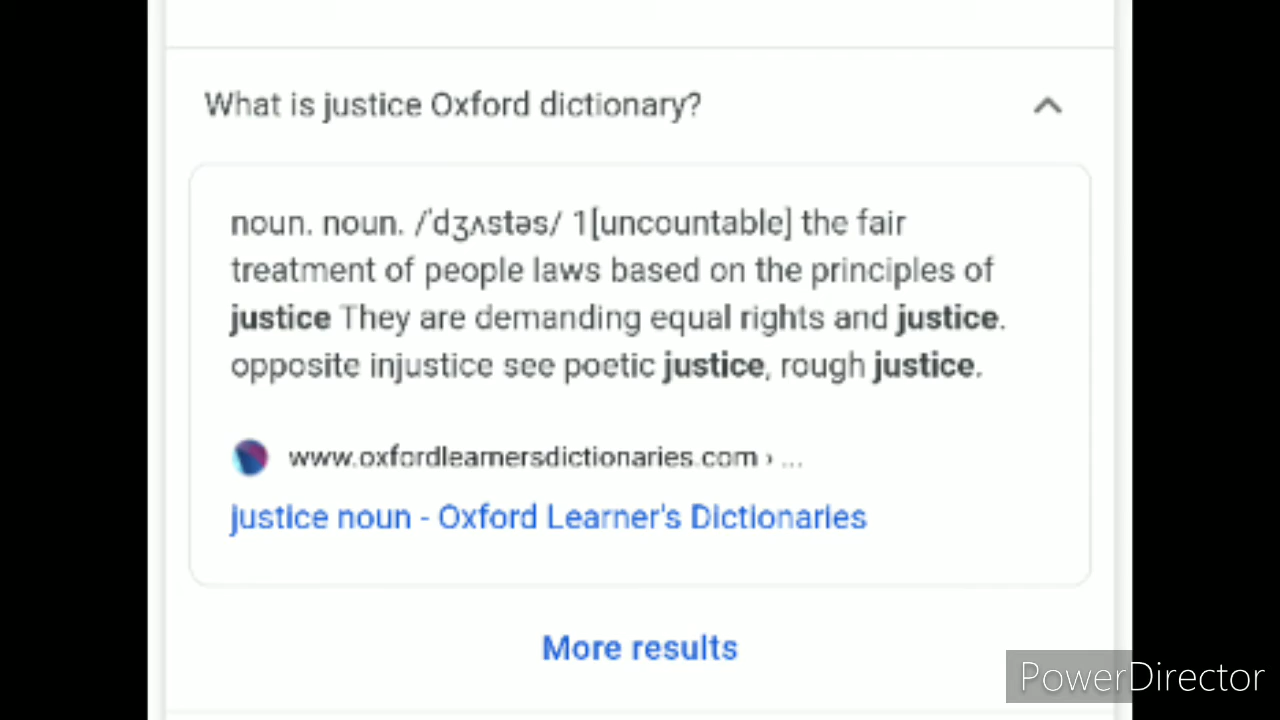 What is justice Oxford dictionary?
noun. noun. /ˈdʒʌstəs/ 1[uncountable] the fair
treatment of people laws based on the principles of
justice They are demanding equal rights and justice.
opposite injustice see poetic justice, rough justice.
www.oxfordlearnersdictionaries.com › ...
justice noun - Oxford Learner's Dictionaries
More results
PowerDirector